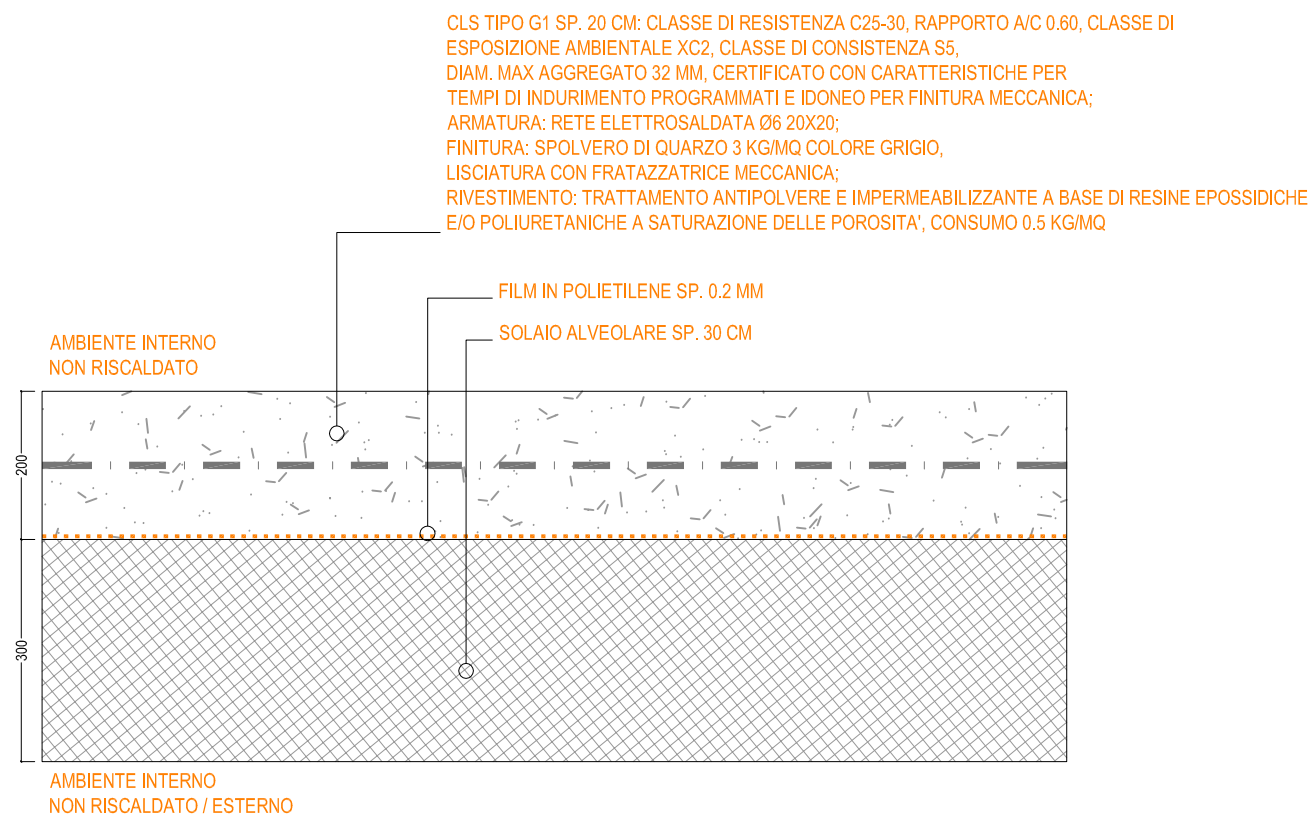 CLS TIPO G1 SP. 20 CM: CLASSE DI RESISTENZA C25-30, RAPPORTO A/C 0.60, CLASSE DI
ESPOSIZIONE AMBIENTALE XC2, CLASSE DI CONSISTENZA S5,
DIAM. MAX AGGREGATO 32 MM, CERTIFICATO CON CARATTERISTICHE PER
TEMPI DI INDURIMENTO PROGRAMMATI E IDONEO PER FINITURA MECCANICA;
ARMATURA: RETE ELETTROSALDATA Ø6 20X20;
FINITURA: SPOLVERO DI QUARZO 3 KG/MQ COLORE GRIGIO,
LISCIATURA CON FRATAZZATRICE MECCANICA;
RIVESTIMENTO: TRATTAMENTO ANTIPOLVERE E IMPERMEABILIZZANTE A BASE DI RESINE EPOSSIDICHE
E/O POLIURETANICHE A SATURAZIONE DELLE POROSITA', CONSUMO 0.5 KG/MQ
FILM IN POLIETILENE SP. 0.2 MM
SOLAIO ALVEOLARE SP. 30 CM
AMBIENTE INTERNO
NON RISCALDATO
200
300
AMBIENTE INTERNO
NON RISCALDATO / ESTERNO